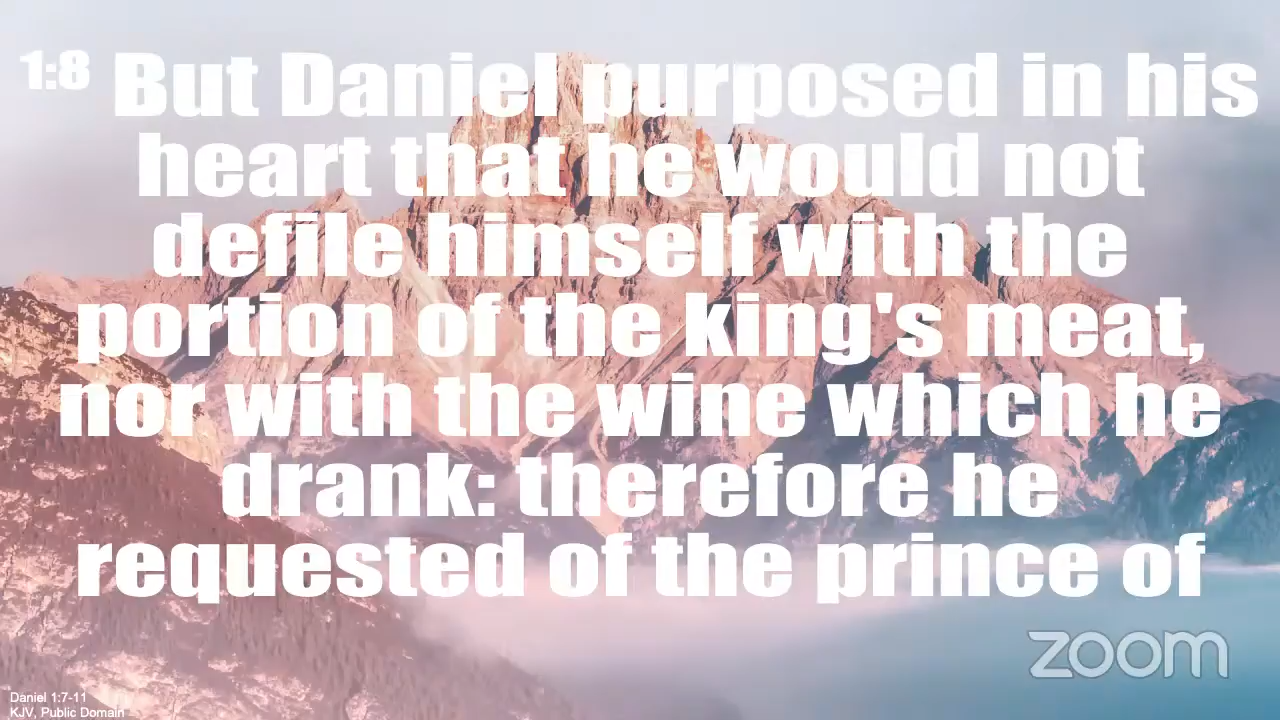 1:8 But Daniel purposed in his
heart that he would not
defile himself with the
portion of the king's meat,
nor with the wine which he
drank: therefore he
requested of the prince of
zoom
Daniel 1:7-11
KJV, Public Domain